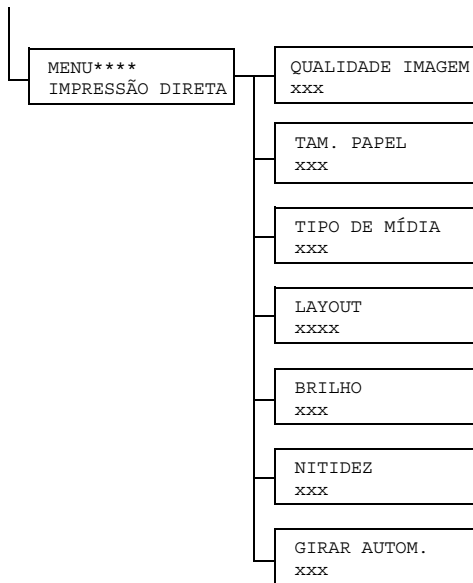 MENU****
IMPRESSÃO DIRETA
QUALIDADE IMAGEM
xxx
TAM. PAPEL
xxx
TIPO DE MÍDIA
xxx
LAYOUT
xxxx
BRILHO
xxx
NITIDEZ
xxx
GIRAR AUTOM.
xxx